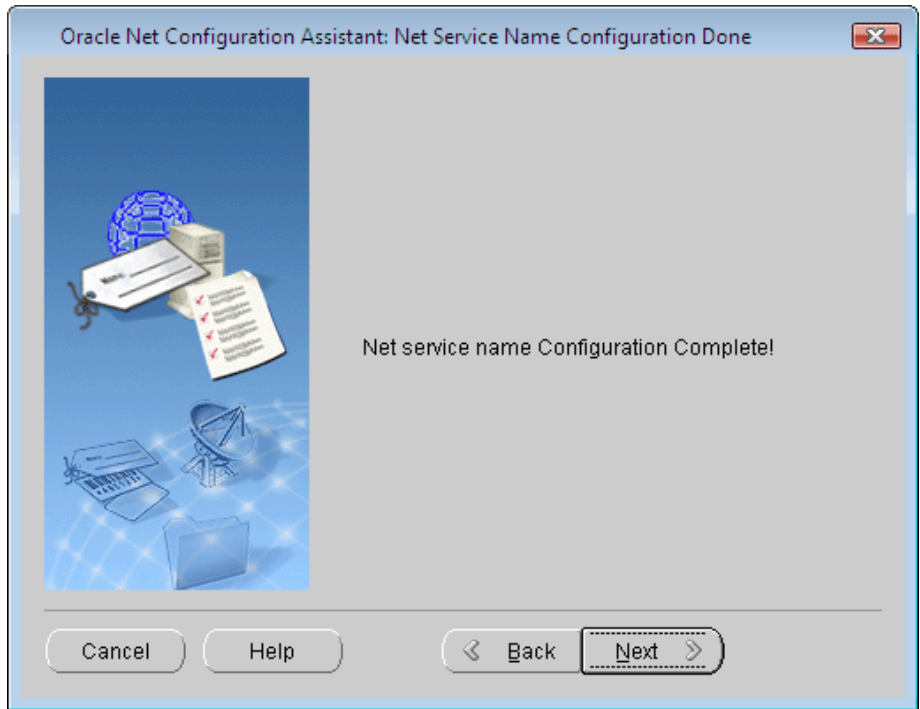 Oracle Net Configuration Assistant: Net Service Name Configuration Done
Net service name Configuration Complete!
Cancel
Help
Back
Next